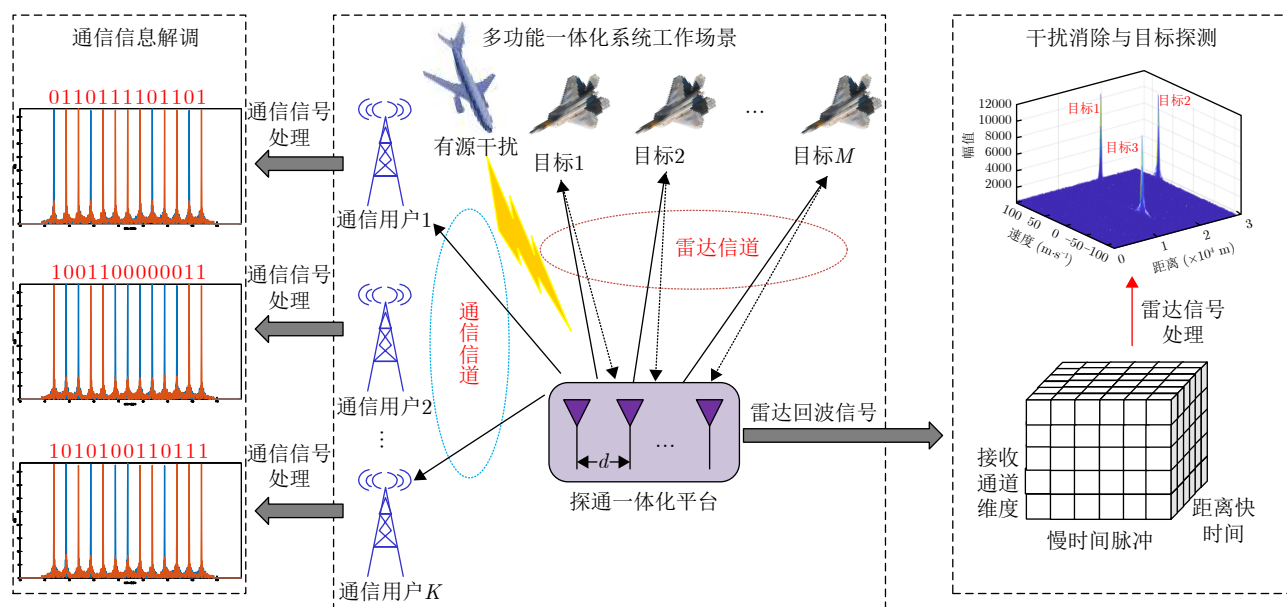 通信信息解调
0110111101101
1001100000011
1010100110111
通信信号
处理
通信信号
处理
通信信号
处理
多功能一体化系统工作场景
有源干扰
目标1
目标2
…
目标M
通信用户1
通信用户2
⋮
通信用户K
通信信道
雷达信道
d
…
探通一体化平台
雷达回波信号
干扰消除与目标探测
12000
10000
8000
6000
4000
2000
幅值
目标1
目标2
目标3
100
50
0
-50
-100
速度 (m·s⁻¹)
0
1
2
3
距离 (×10⁴ m)
雷达信号
处理
接收
通道
维度
慢时间脉冲
距离快
时间